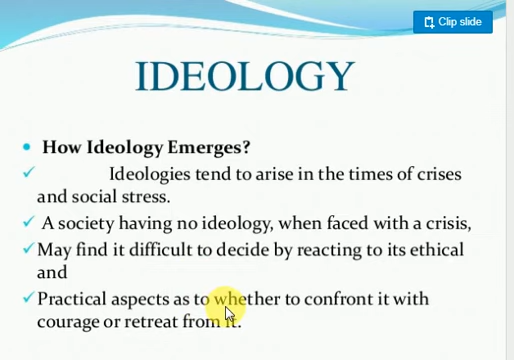 Clip slide
IDEOLOGY
How Ideology Emerges?
Ideologies tend to arise in the times of crises
and social stress.
A society having no ideology, when faced with a crisis,
May find it difficult to decide by reacting to its ethical
and
Practical aspects as to whether to confront it with
courage or retreat from it.